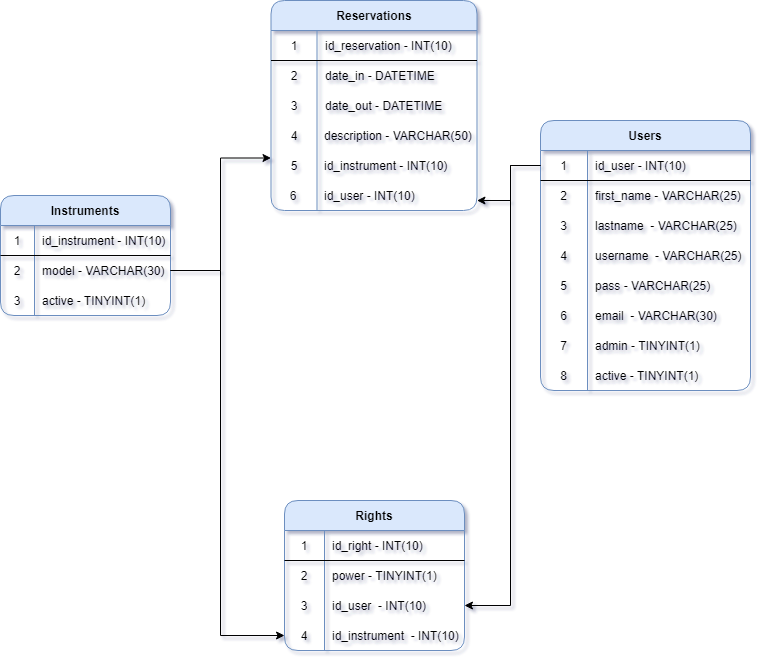 Reservations
1 id_reservation - INT(10)
2 date_in - DATETIME
3 date_out - DATETIME
4 description - VARCHAR(50)
5 id_instrument - INT(10)
6 id_user - INT(10)
Users
1 id_user - INT(10)
2 first_name - VARCHAR(25)
3 lastname - VARCHAR(25)
4 username - VARCHAR(25)
5 pass - VARCHAR(25)
6 email - VARCHAR(30)
7 admin - TINYINT(1)
8 active - TINYINT(1)
Instruments
1 id_instrument - INT(10)
2 model - VARCHAR(30)
3 active - TINYINT(1)
Rights
1 id_right - INT(10)
2 power - TINYINT(1)
3 id_user - INT(10)
4 id_instrument - INT(10)